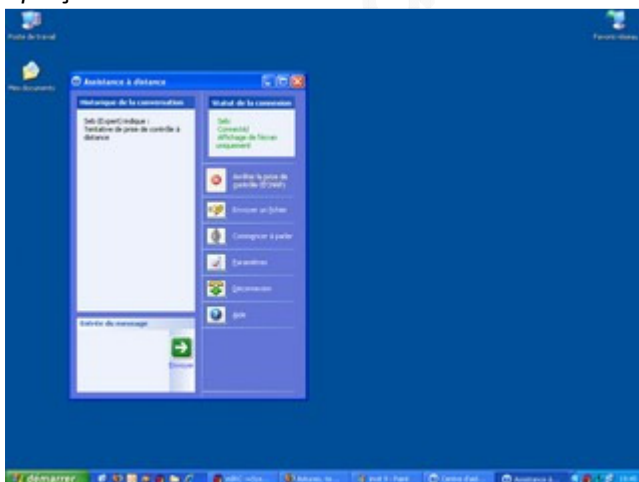 Poste de travail
Favoris réseau
Mes documents
Assistance à distance
Historique de la conversation
Seb (Expert) indique :
Tentative de prise de contrôle à
distance
Statut de la connexion
Seb
Connecté/
Affichage de l'écran
uniquement
Arrêter la prise de
contrôle (ÉCHAP)
Envoyer un fichier
Commencer à parler
Paramètres
Déconnexion
Aide
Entrée du message
Envoyer
démarrer